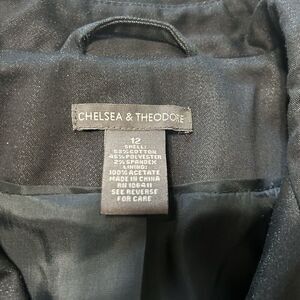 CHELSEA & THEODORE
12
SHELL:
53% COTTON
45% POLYESTER
2% SPANDEX
LINING:
100% ACETATE
MADE IN CHINA
RN 106411
SEE REVERSE
FOR CARE